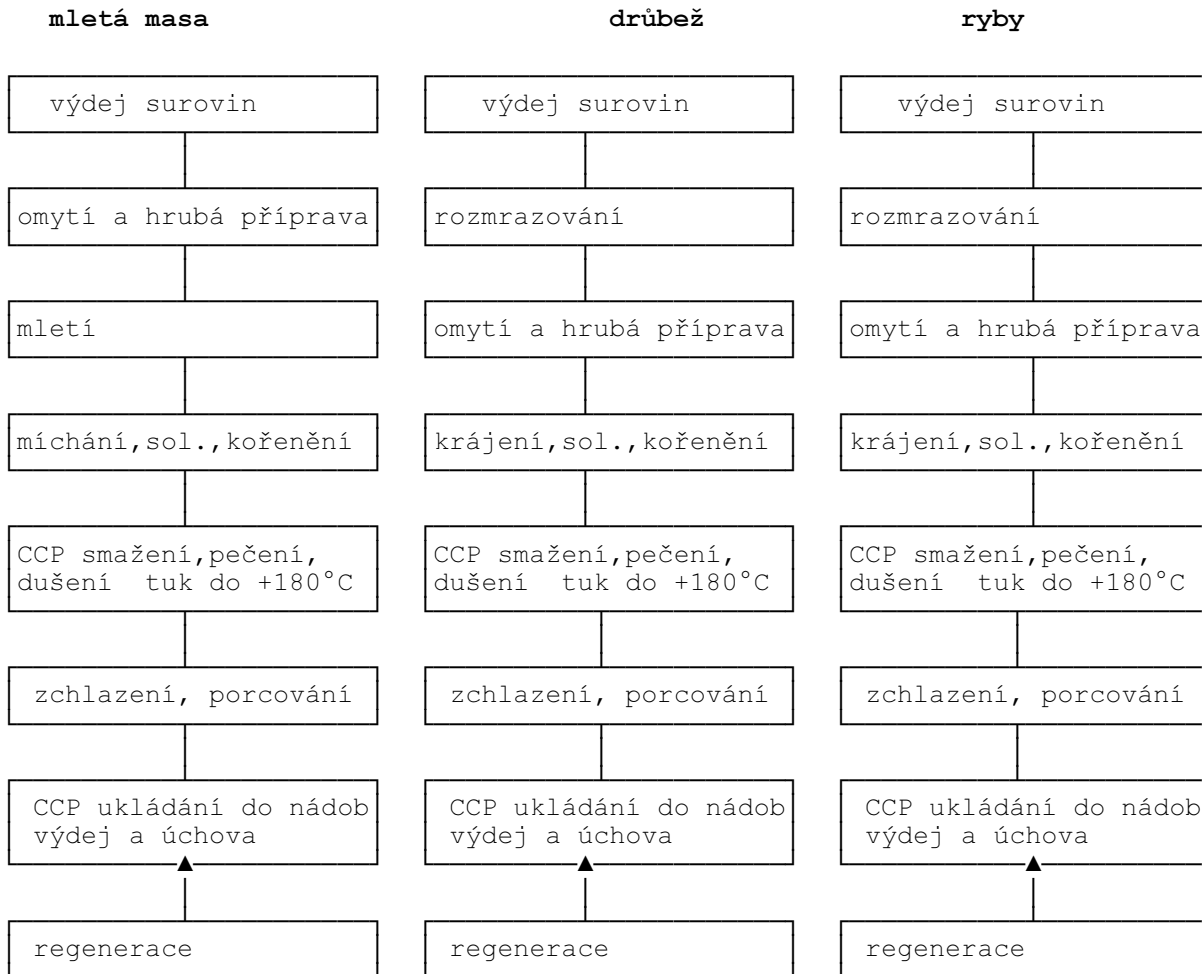 mletá masa
výdej surovin
omytí a hrubá příprava
mletí
míchání,sol.,kořenění
CCP smažení,pečení,
dušení  tuk do +180°C
zchlazení, porcování
CCP ukládání do nádob
výdej a úchova
regenerace
drůbež
výdej surovin
rozmrazování
omytí a hrubá příprava
krájení,sol.,kořenění
CCP smažení,pečení,
dušení  tuk do +180°C
zchlazení, porcování
CCP ukládání do nádob
výdej a úchova
regenerace
ryby
výdej surovin
rozmrazování
omytí a hrubá příprava
krájení,sol.,kořenění
CCP smažení,pečení,
dušení  tuk do +180°C
zchlazení, porcování
CCP ukládání do nádob
výdej a úchova
regenerace